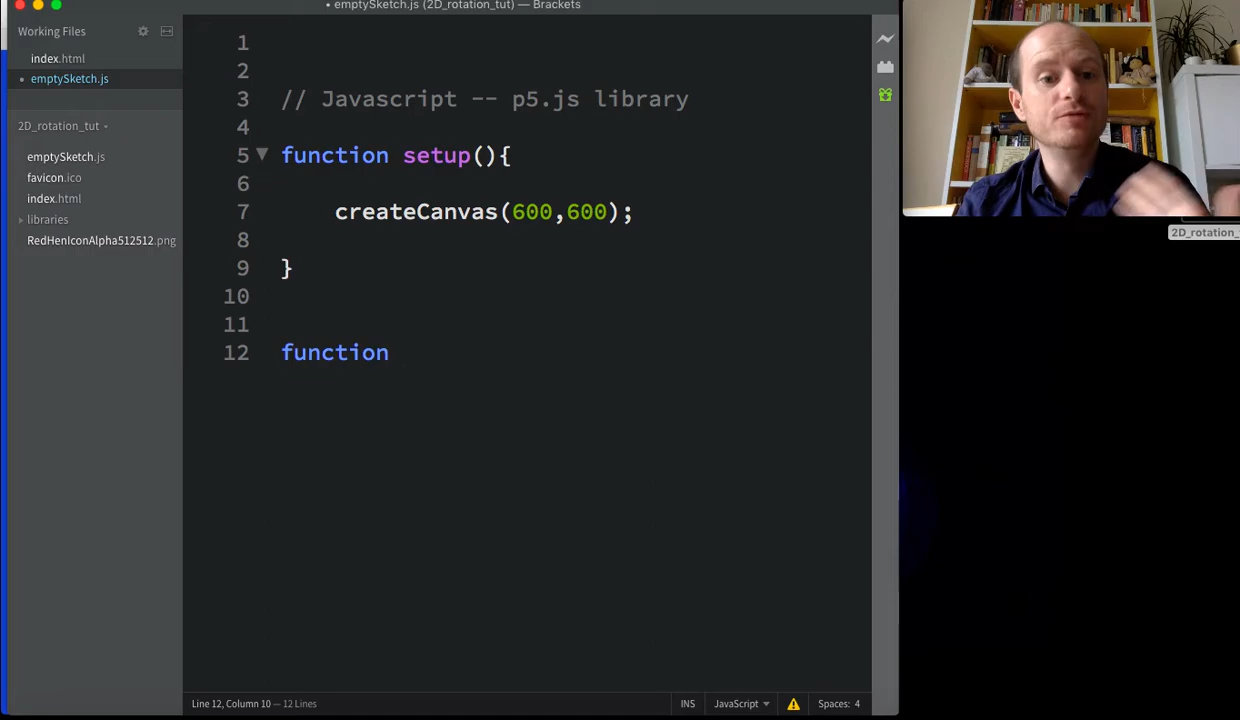 • emptySketch.js (2D_rotation_tut) — Brackets
Working Files
index.html
• emptySketch.js
2D_rotation_tut
emptySketch.js
favicon.ico
index.html
libraries
RedHenIconAlpha512512.png
1
2
3 // Javascript -- p5.js library
4
5 function setup(){
6
7 createCanvas(600,600);
8
9 }
10
11
12 function
2D_rotation_
Line 12, Column 10 — 12 Lines
INS
JavaScript
Spaces: 4